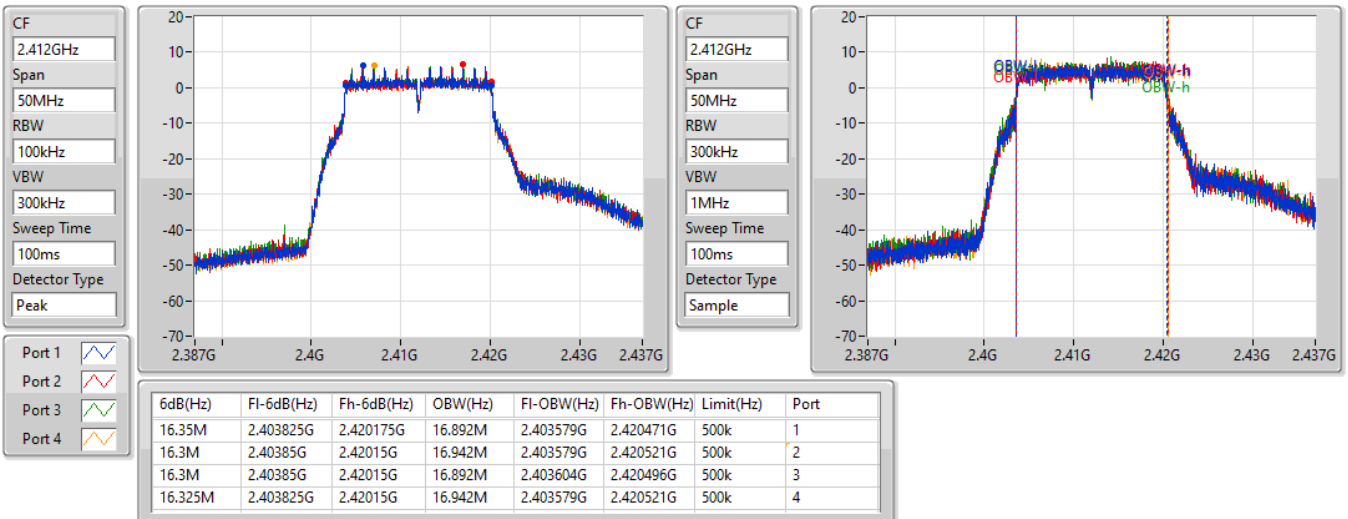 CF
2.412GHz
Span
50MHz
RBW
100kHz
VBW
300kHz
Sweep Time
100ms
Detector Type
Peak
20
10
0
-10
-20
-30
-40
-50
-60
-70
2.387G 2.4G 2.41G 2.42G 2.43G 2.437G
CF
2.412GHz
Span
50MHz
RBW
300kHz
VBW
1MHz
Sweep Time
100ms
Detector Type
Sample
20
10
0
-10
-20
-30
-40
-50
-60
-70
OBW-h
OBW-h
2.387G 2.4G 2.41G 2.42G 2.43G 2.437G
Port 1
Port 2
Port 3
Port 4
6dB(Hz) Fl-6dB(Hz) Fh-6dB(Hz) OBW(Hz) Fl-OBW(Hz) Fh-OBW(Hz) Limit(Hz) Port
16.35M 2.403825G 2.420175G 16.892M 2.403579G 2.420471G 500k 1
16.3M 2.40385G 2.42015G 16.942M 2.403579G 2.420521G 500k 2
16.3M 2.40385G 2.42015G 16.892M 2.403604G 2.420496G 500k 3
16.325M 2.403825G 2.42015G 16.942M 2.403579G 2.420521G 500k 4